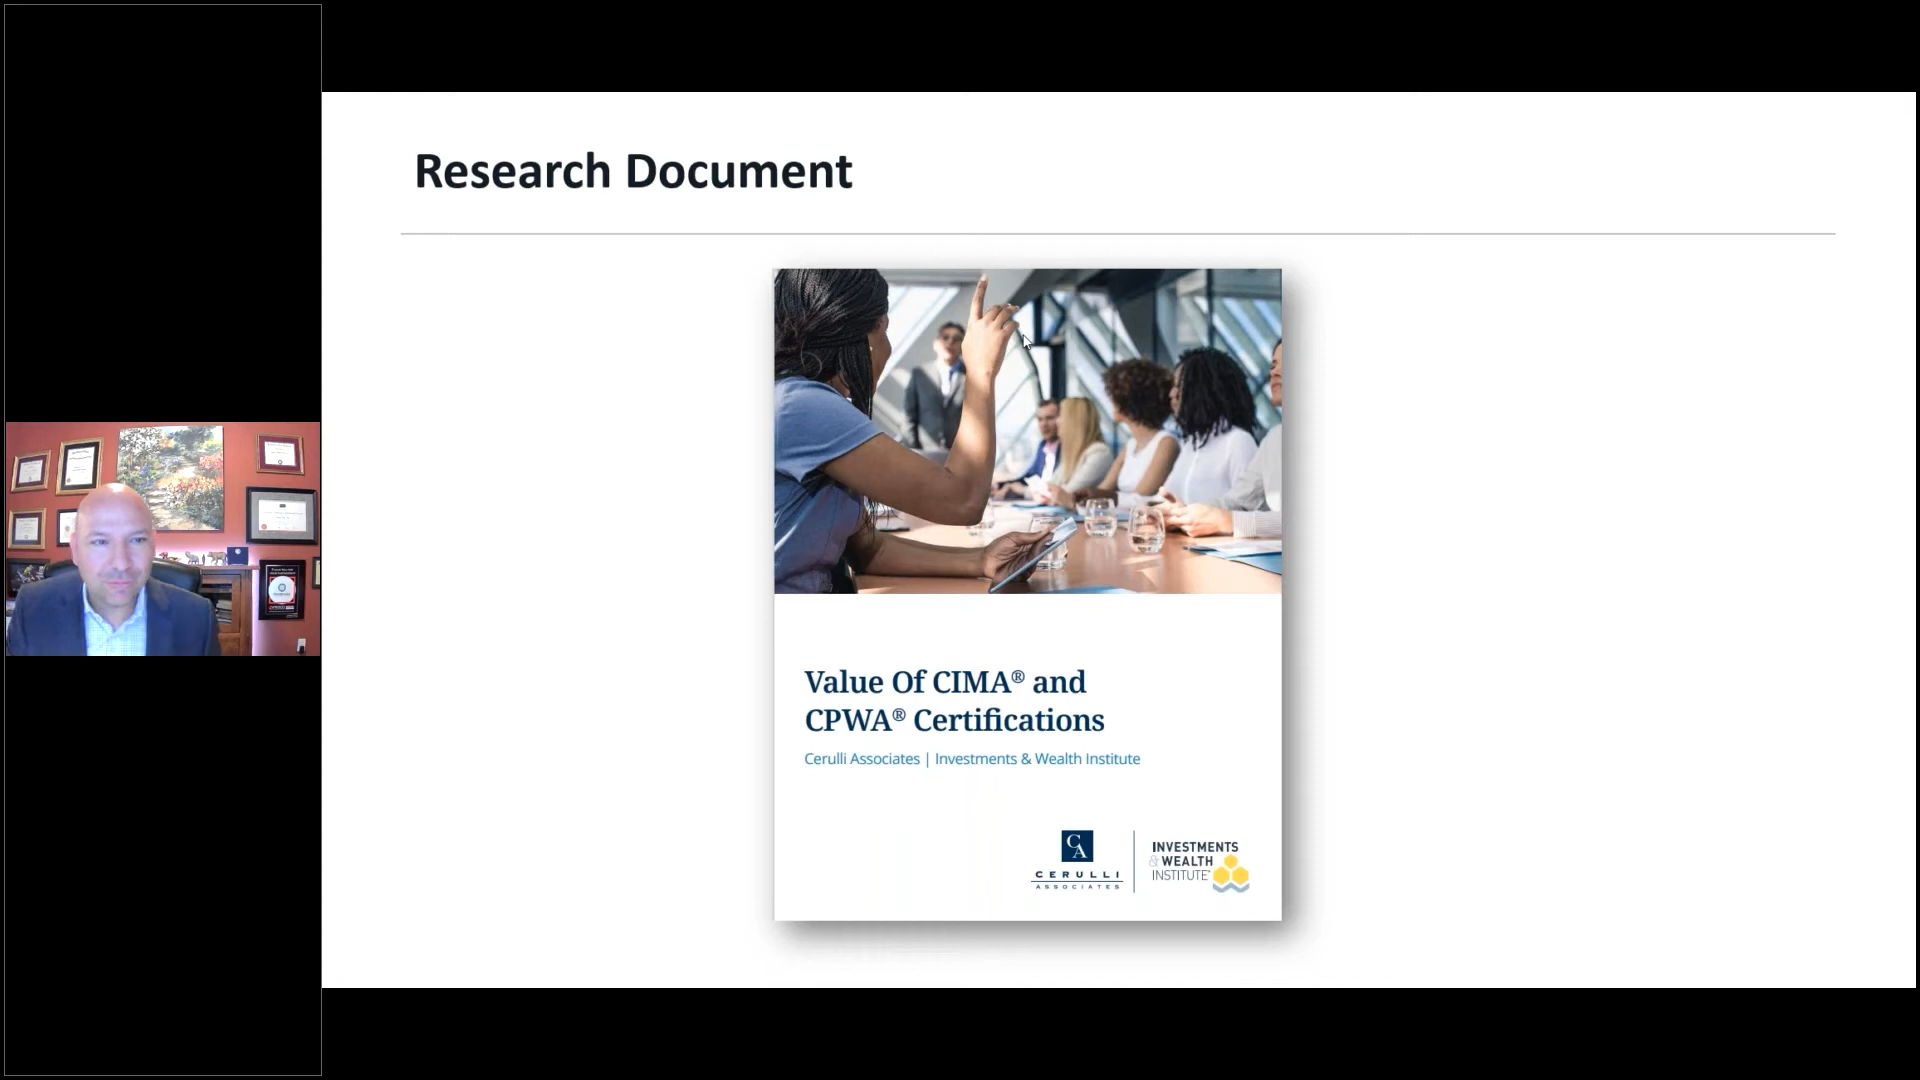 Research Document
Value Of CIMA® and
CPWA® Certifications
Cerulli Associates | Investments & Wealth Institute
CA
CERULLI
ASSOCIATES
INVESTMENTS
& WEALTH
INSTITUTE